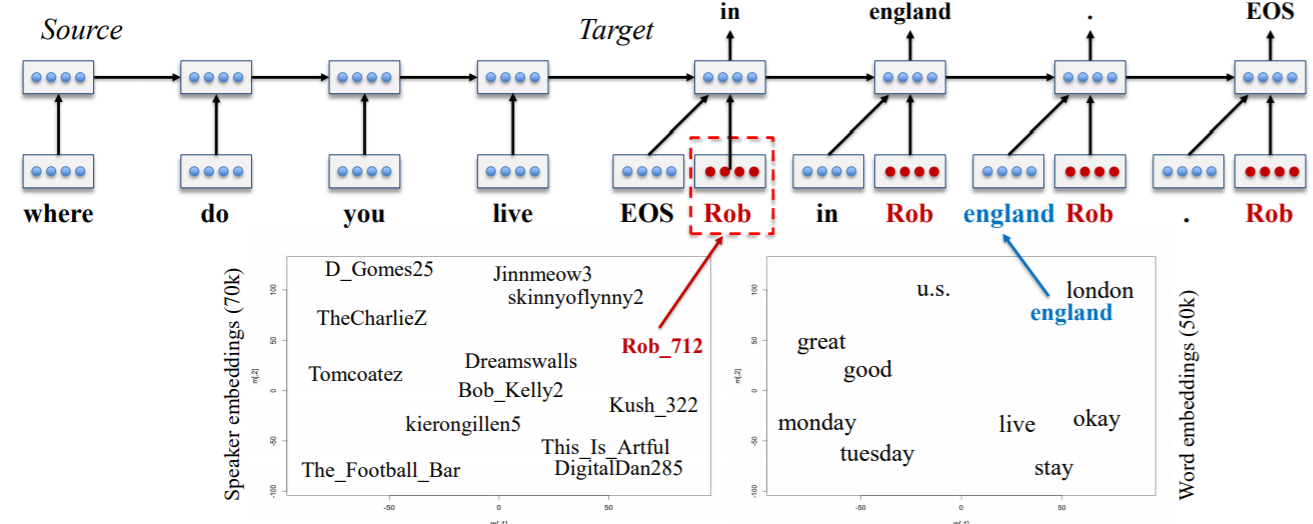 in england . EOS
Source Target
where do you live EOS Rob in Rob england Rob . Rob
Speaker embeddings (70k)
D_Gomes25
Jinnmeow3
skinnyoflynny2
TheCharlieZ
Rob_712
Dreamswalls
Tomcoatez
Bob_Kelly2
Kush_322
kierongillen5
This_Is_Artful
The_Football_Bar
DigitalDan285
100
50
0
-50
-100
-50 0 50
u.s.
london
england
great
good
monday
live
okay
tuesday
stay
100
50
0
-50
-100
-50 0 50
Word embeddings (50k)